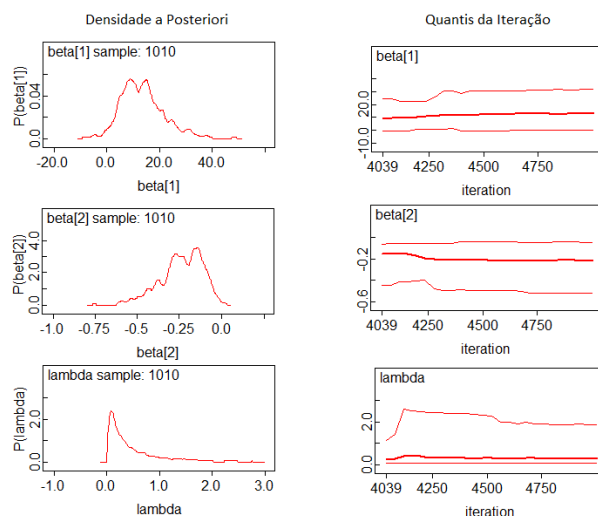 Densidade a Posteriori
Quantis da Iteração
beta[1] sample: 1010
P(beta[1])
0.04
0.0
-20.0 0.0 20.0 40.0
beta[1]
beta[1]
20.0
-10.0
4039 4250 4500 4750
iteration
beta[2] sample: 1010
P(beta[2])
4.0
2.0
0.0
-1.0 -0.75 -0.5 -0.25 0.0
beta[2]
beta[2]
-0.2
-0.6
4039 4250 4500 4750
iteration
lambda sample: 1010
P(lambda)
2.0
0.0
-1.0 0.0 1.0 2.0 3.0
lambda
lambda
2.0
0.0
4039 4250 4500 4750
iteration